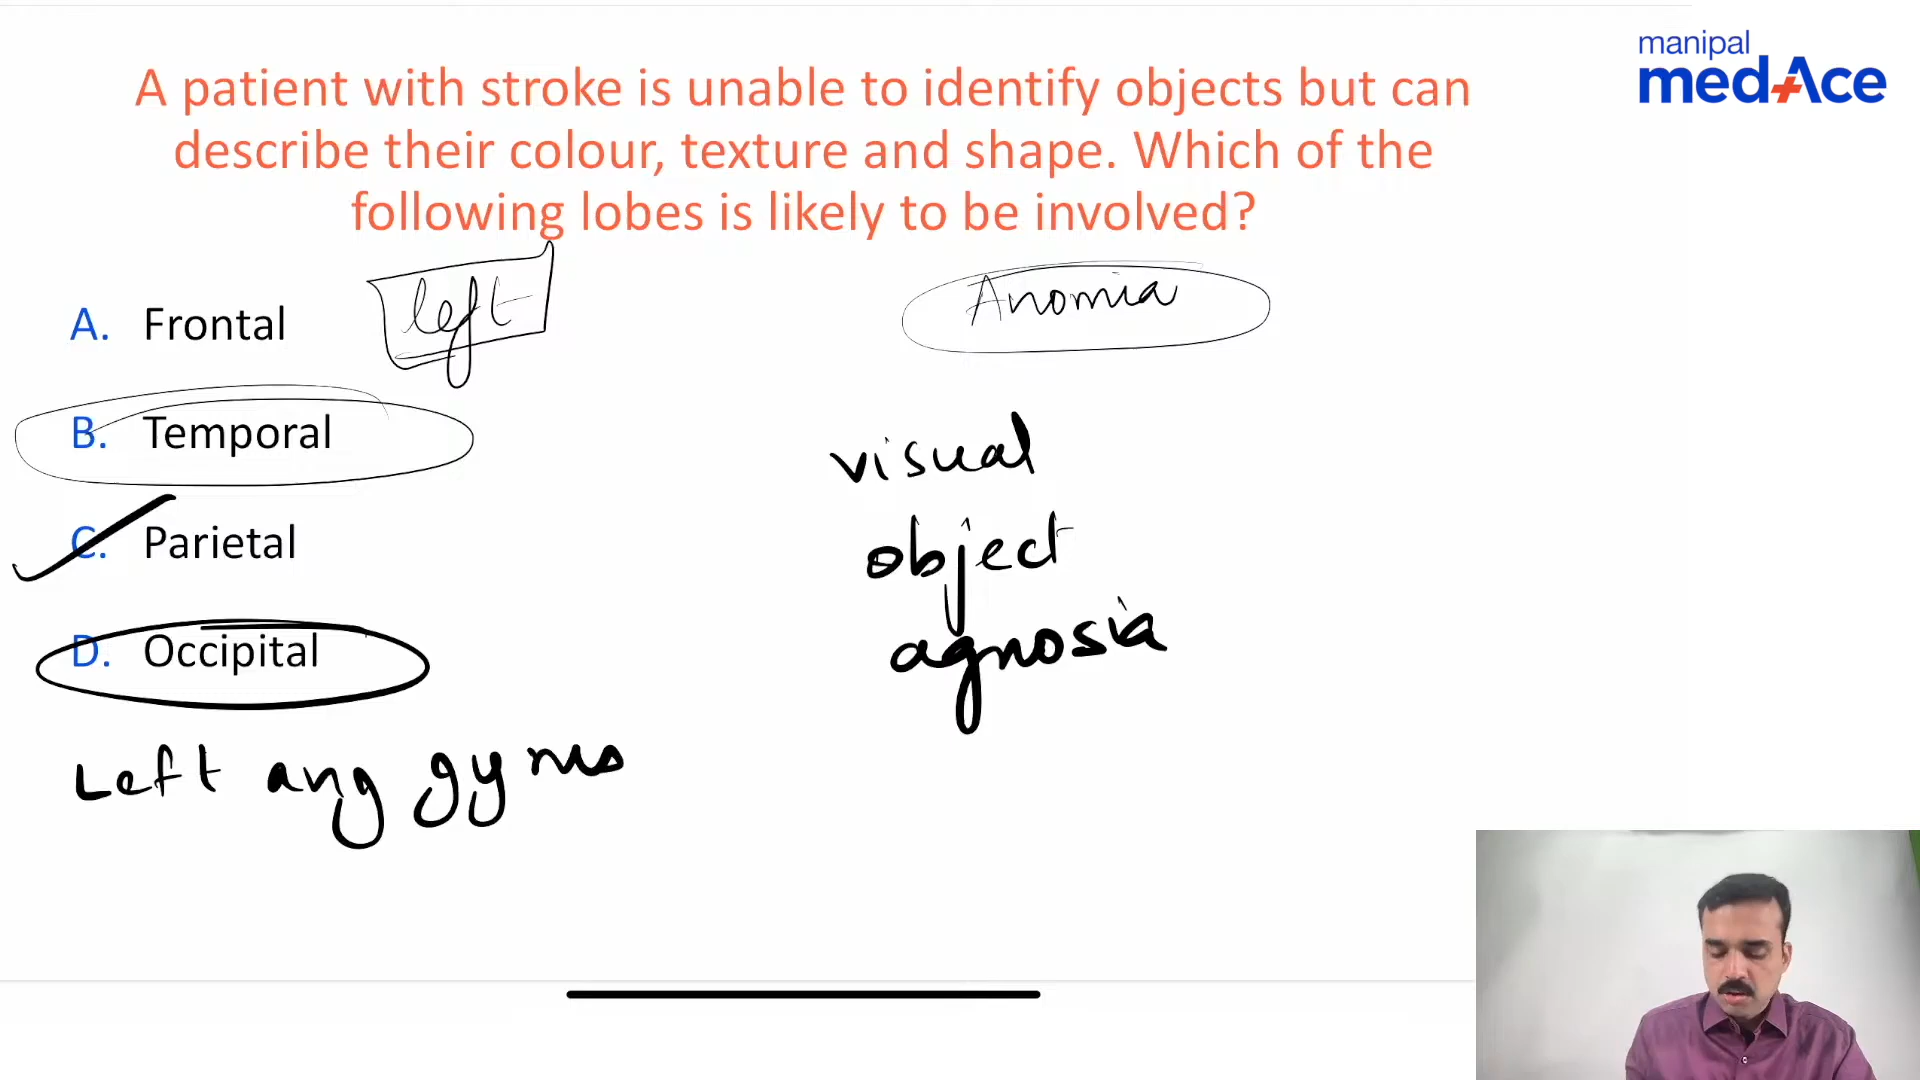 manipal
medAce
A patient with stroke is unable to identify objects but can
describe their colour, texture and shape. Which of the
following lobes is likely to be involved?
left
Anomia
A. Frontal
B. Temporal
C. Parietal
D. Occipital
visual
object
agnosia
Left ang gyrus